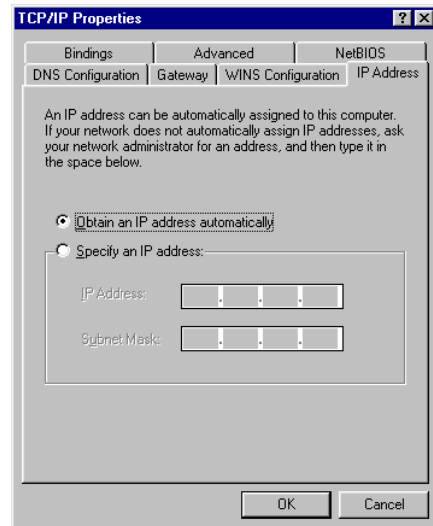 TCP/IP Properties
? X
Bindings Advanced NetBIOS
DNS Configuration Gateway WINS Configuration IP Address
An IP address can be automatically assigned to this computer.
If your network does not automatically assign IP addresses, ask
your network administrator for an address, and then type it in
the space below.
Obtain an IP address automatically
Specify an IP address:
IP Address:
. . .
Subnet Mask:
. . .
OK Cancel